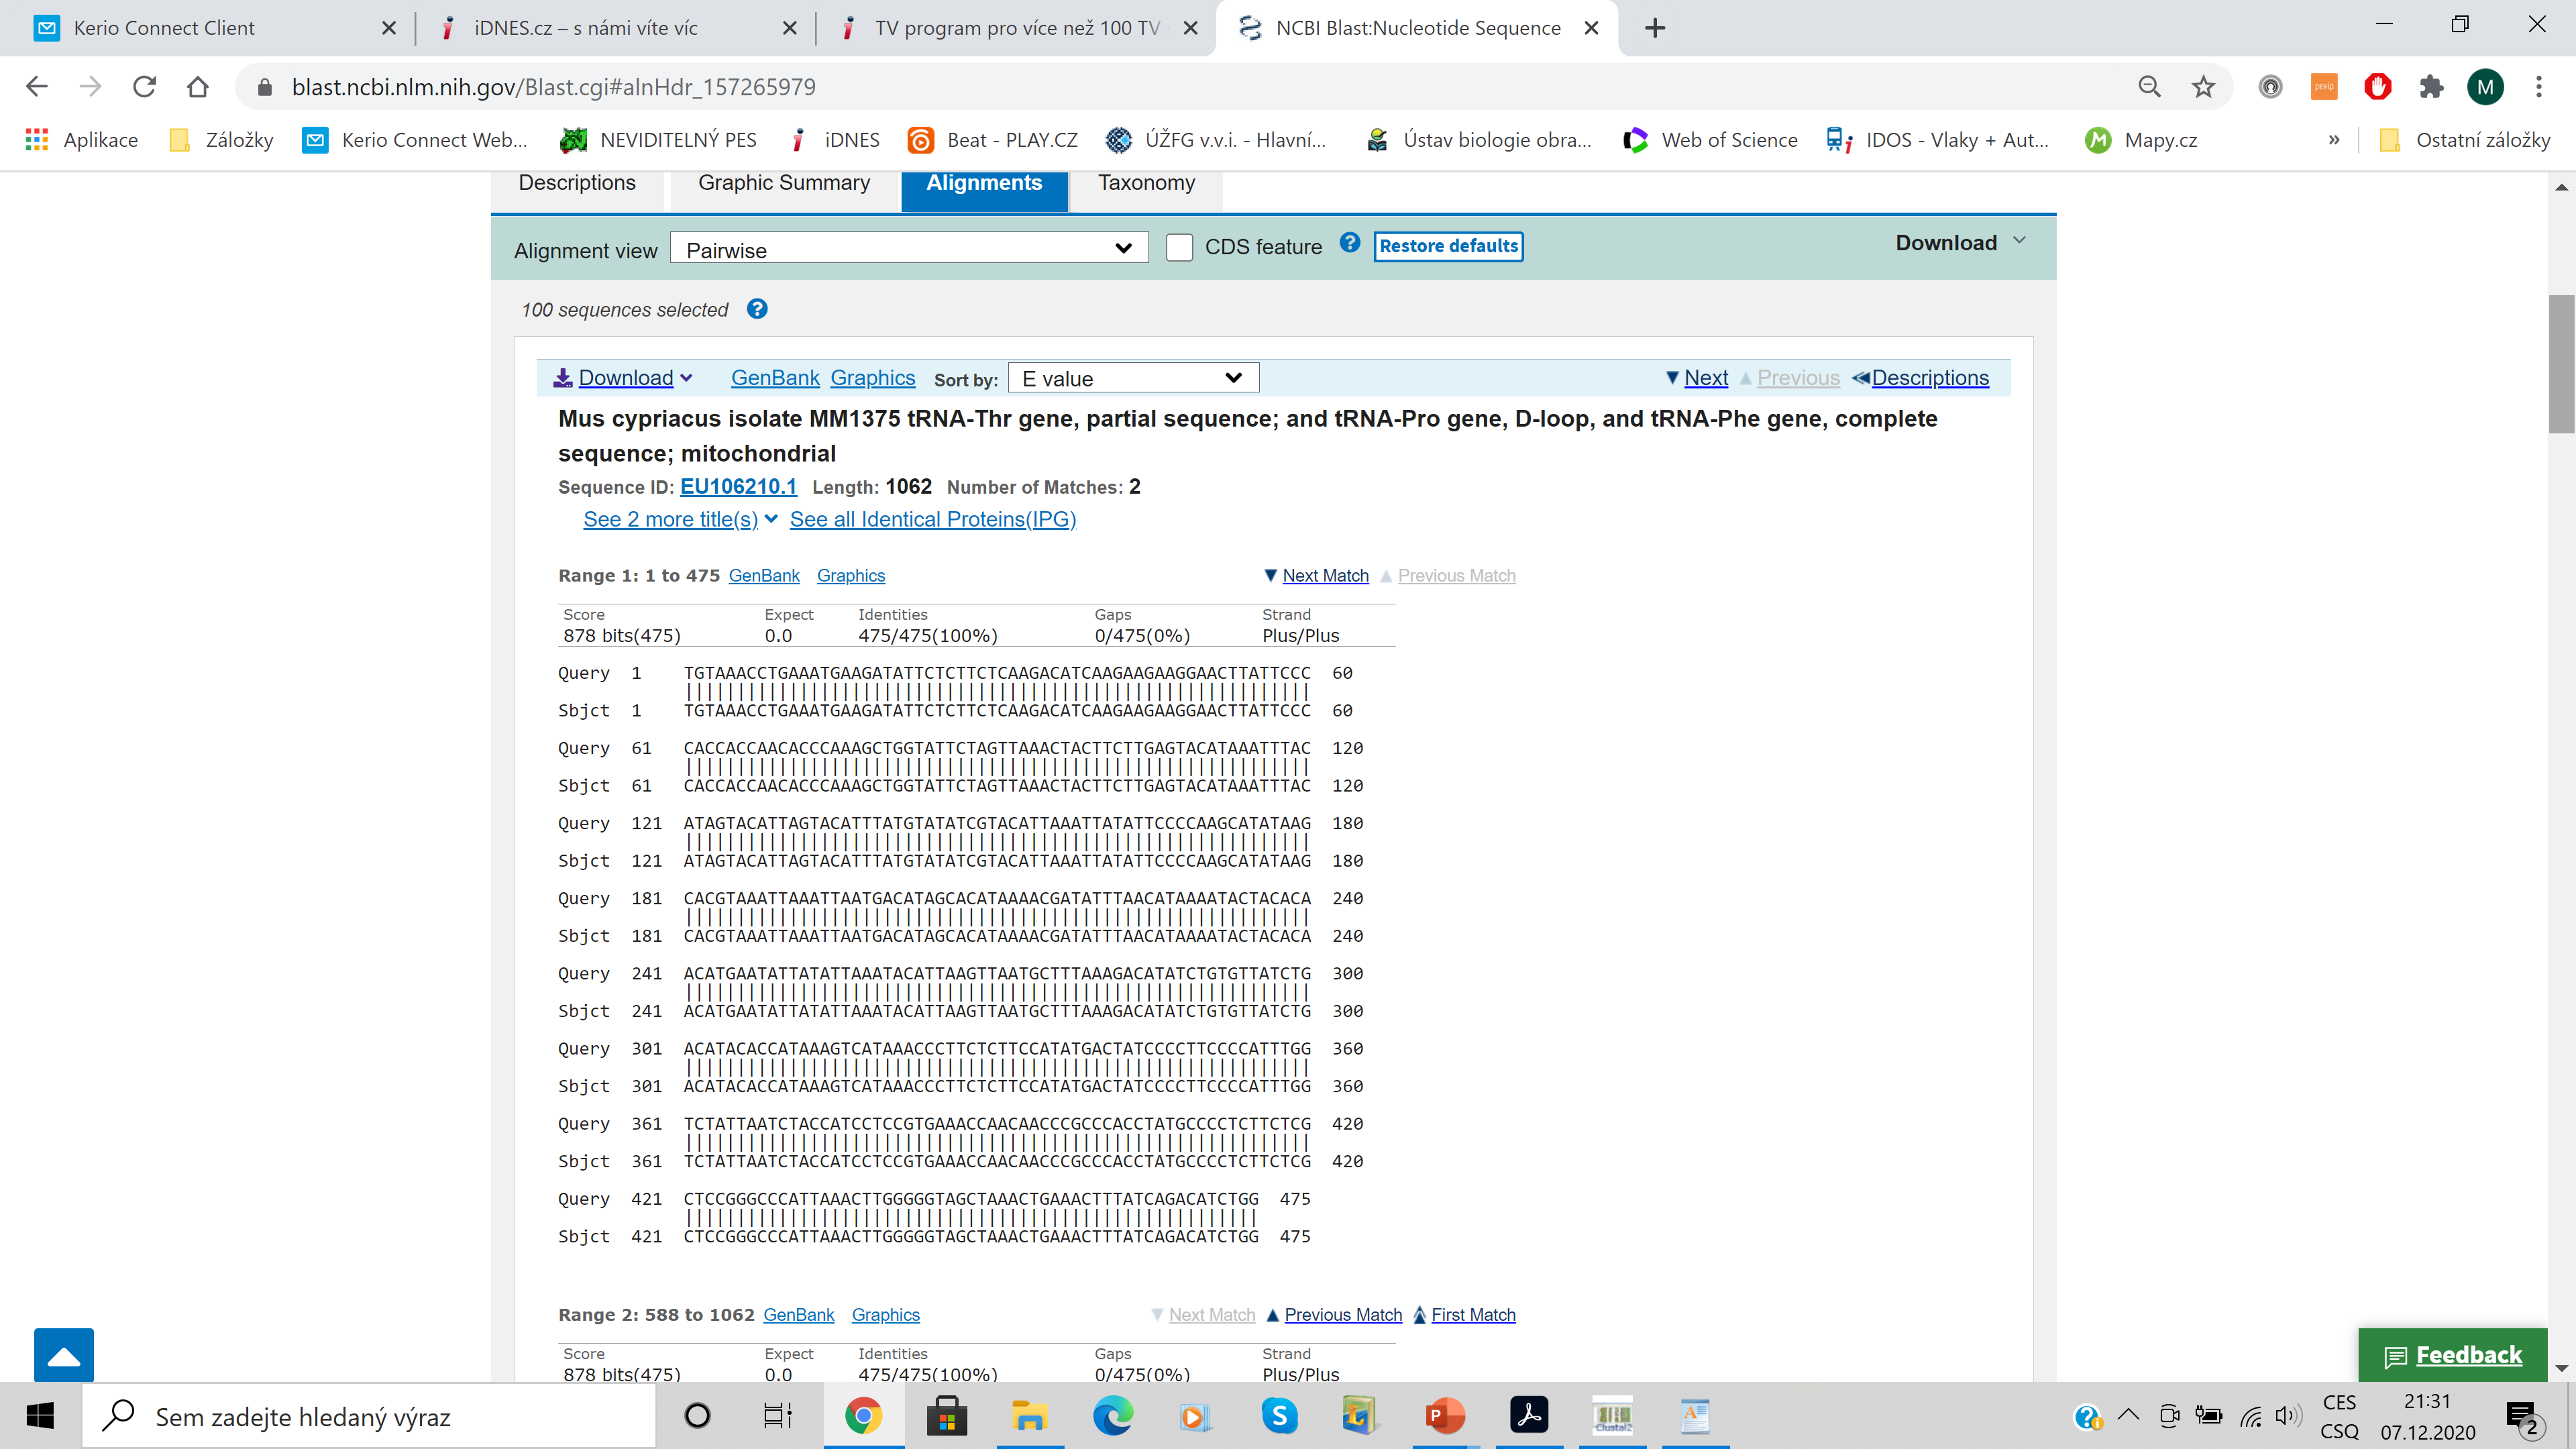 Kerio Connect Client
iDNES.cz – s námi víte víc
TV program pro více než 100 TV
NCBI Blast:Nucleotide Sequence
blast.ncbi.nlm.nih.gov/Blast.cgi#alnHdr_157265979
pexip
M
Aplikace
Záložky
Kerio Connect Web...
NEVIDITELNÝ PES
iDNES
Beat - PLAY.CZ
ÚŽFG v.v.i. - Hlavní...
Ústav biologie obra...
Web of Science
IDOS - Vlaky + Aut...
Mapy.cz
»
Ostatní záložky
Descriptions Graphic Summary Alignments Taxonomy
Alignment view Pairwise CDS feature ? Restore defaults Download
100 sequences selected ?
Download GenBank Graphics Sort by: E value Next Previous Descriptions
Mus cypriacus isolate MM1375 tRNA-Thr gene, partial sequence; and tRNA-Pro gene, D-loop, and tRNA-Phe gene, complete
sequence; mitochondrial
Sequence ID: EU106210.1 Length: 1062 Number of Matches: 2
See 2 more title(s) See all Identical Proteins(IPG)
Range 1: 1 to 475 GenBank Graphics Next Match Previous Match
Score Expect Identities Gaps Strand
878 bits(475) 0.0 475/475(100%) 0/475(0%) Plus/Plus
Query 1 TGTAAACCTGAAATGAAGATATTCTCTTCTCAAGACATCAAGAAGAAGGAACTTATTCCC 60
Sbjct 1 TGTAAACCTGAAATGAAGATATTCTCTTCTCAAGACATCAAGAAGAAGGAACTTATTCCC 60
Query 61 CACCACCAACACCCAAAGCTGGTATTCTAGTTAAACTACTTCTTGAGTACATAAATTTAC 120
Sbjct 61 CACCACCAACACCCAAAGCTGGTATTCTAGTTAAACTACTTCTTGAGTACATAAATTTAC 120
Query 121 ATAGTACATTAGTACATTTATGTATATCGTACATTAAATTATATTCCCCAAGCATATAAG 180
Sbjct 121 ATAGTACATTAGTACATTTATGTATATCGTACATTAAATTATATTCCCCAAGCATATAAG 180
Query 181 CACGTAAATTAAATTAATGACATAGCACATAAAACGATATTTAACATAAAATACTACACA 240
Sbjct 181 CACGTAAATTAAATTAATGACATAGCACATAAAACGATATTTAACATAAAATACTACACA 240
Query 241 ACATGAATATTATATTAAATACATTAAGTTAATGCTTTAAAGACATATCTGTGTTATCTG 300
Sbjct 241 ACATGAATATTATATTAAATACATTAAGTTAATGCTTTAAAGACATATCTGTGTTATCTG 300
Query 301 ACATACACCATAAAGTCATAAACCCTTCTCTTCCATATGACTATCCCCTTCCCCATTTGG 360
Sbjct 301 ACATACACCATAAAGTCATAAACCCTTCTCTTCCATATGACTATCCCCTTCCCCATTTGG 360
Query 361 TCTATTAATCTACCATCCTCCGTGAAACCAACAACCCGCCCACCTATGCCCCTCTTCTCG 420
Sbjct 361 TCTATTAATCTACCATCCTCCGTGAAACCAACAACCCGCCCACCTATGCCCCTCTTCTCG 420
Query 421 CTCCGGGCCCATTAAACTTGGGGGTAGCTAAACTGAAACTTTATCAGACATCTGG 475
Sbjct 421 CTCCGGGCCCATTAAACTTGGGGGTAGCTAAACTGAAACTTTATCAGACATCTGG 475
Range 2: 588 to 1062 GenBank Graphics Next Match Previous Match First Match
Score Expect Identities Gaps Strand
878 bits(475) 0.0 475/475(100%) 0/475(0%) Plus/Plus
Feedback
Sem zadejte hledaný výraz
Clustal2
CES
CSQ
21:31
07.12.2020
2